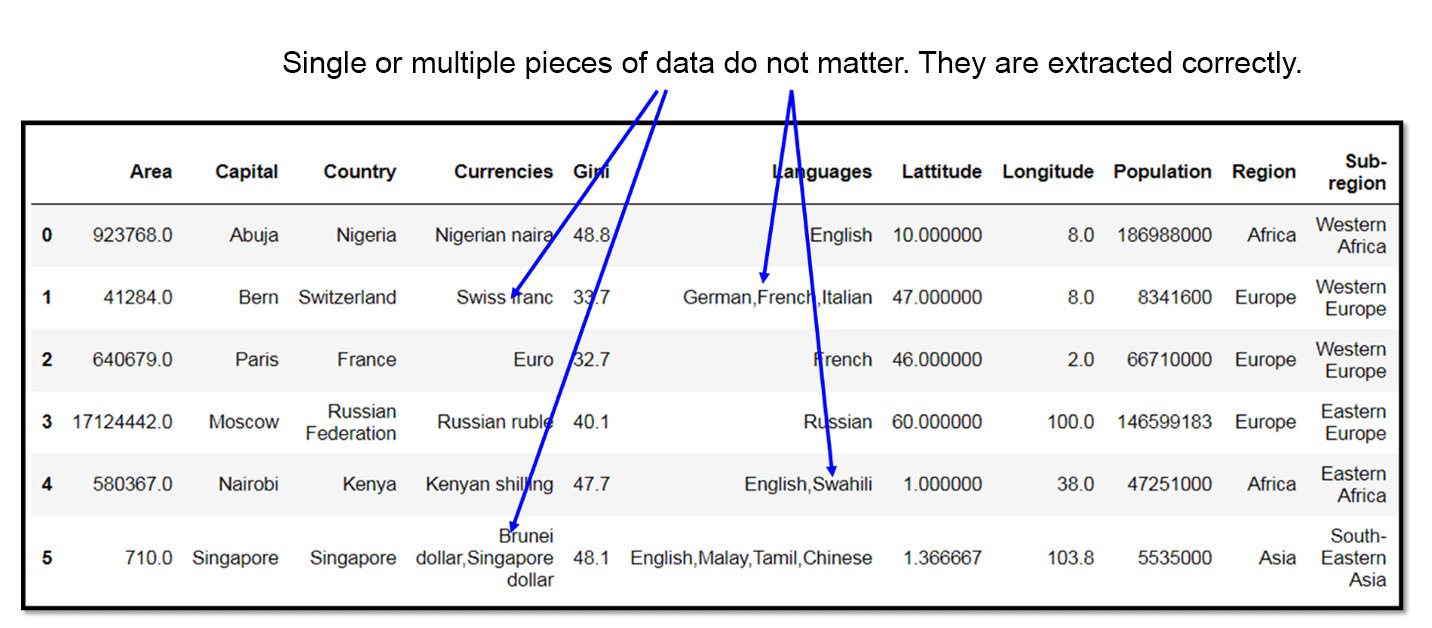 Single or multiple pieces of data do not matter. They are extracted correctly.
Area Capital Country Currencies Gini Languages Lattitude Longitude Population Region Sub-region
0 923768.0 Abuja Nigeria Nigerian naira 48.8 English 10.000000 8.0 186988000 Africa Western Africa
1 41284.0 Bern Switzerland Swiss franc 33.7 German,French,Italian 47.000000 8.0 8341600 Europe Western Europe
2 640679.0 Paris France Euro 32.7 French 46.000000 2.0 66710000 Europe Western Europe
3 17124442.0 Moscow Russian Federation Russian ruble 40.1 Russian 60.000000 100.0 146599183 Europe Eastern Europe
4 580367.0 Nairobi Kenya Kenyan shilling 47.7 English,Swahili 1.000000 38.0 47251000 Africa Eastern Africa
5 710.0 Singapore Singapore Brunei dollar,Singapore dollar 48.1 English,Malay,Tamil,Chinese 1.366667 103.8 5535000 Asia South-Eastern Asia